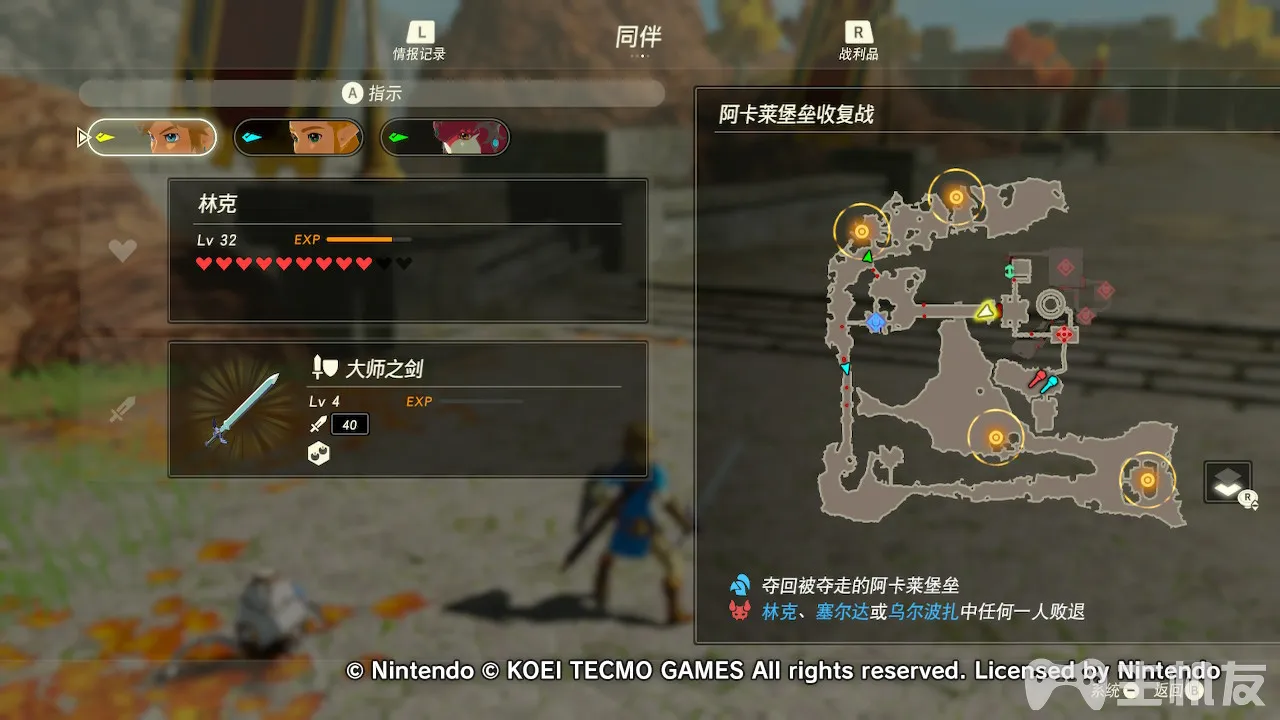 L
情报记录
同伴
R
战利品
A 指示
林克
Lv 32 EXP
大师之剑
Lv 4 EXP
40
阿卡莱堡垒收复战
R
夺回被夺走的阿卡莱堡垒
林克、塞尔达或乌尔波扎中任何一人败退
© Nintendo © KOEI TECMO GAMES All rights reserved. Licensed by Nintendo
系统 返回 B
主机友